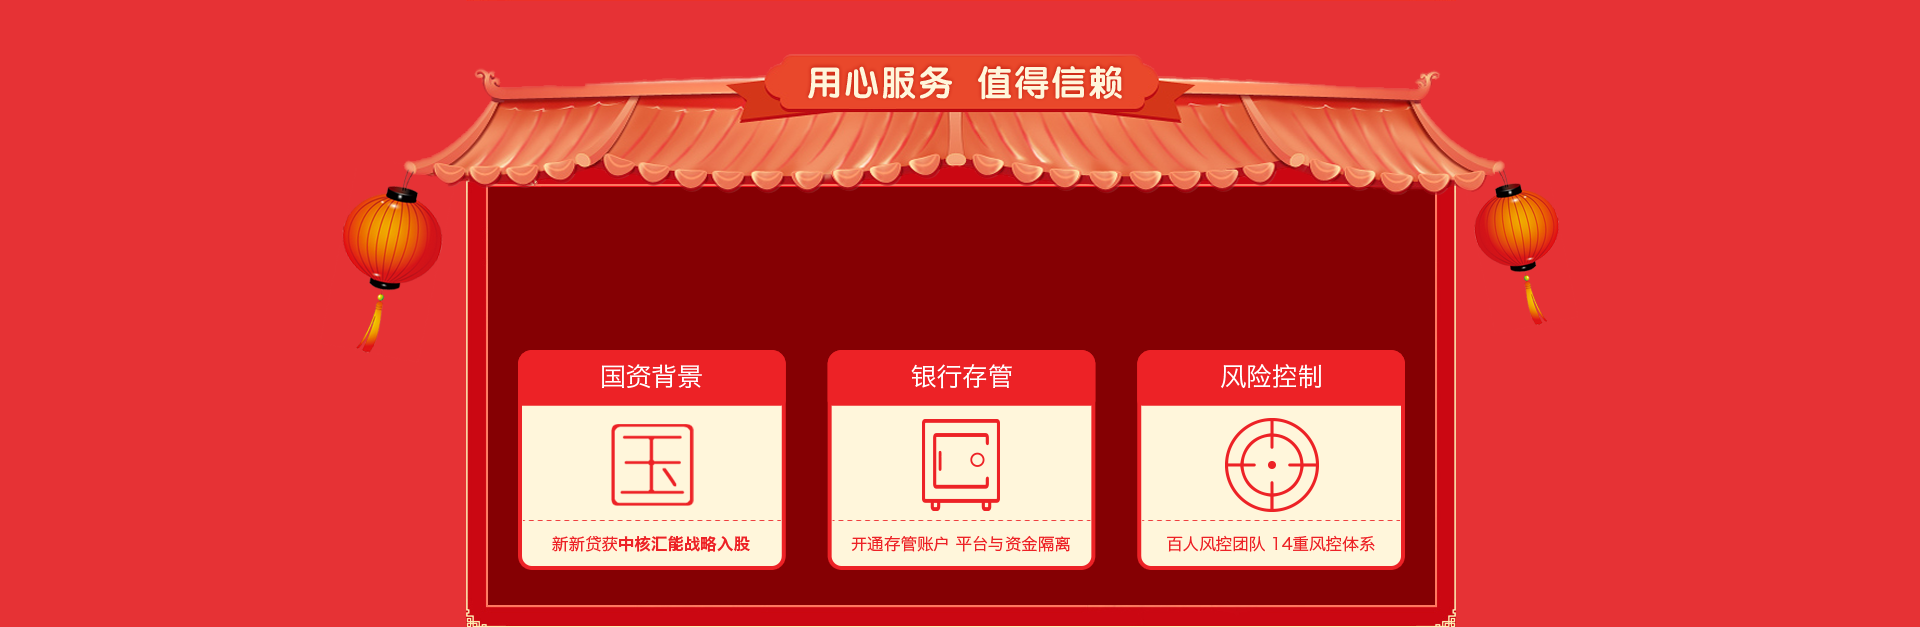 用心服务 值得信赖
国资背景
新新贷获中核汇能战略入股
银行存管
开通存管账户 平台与资金隔离
风险控制
百人风控团队 14重风控体系